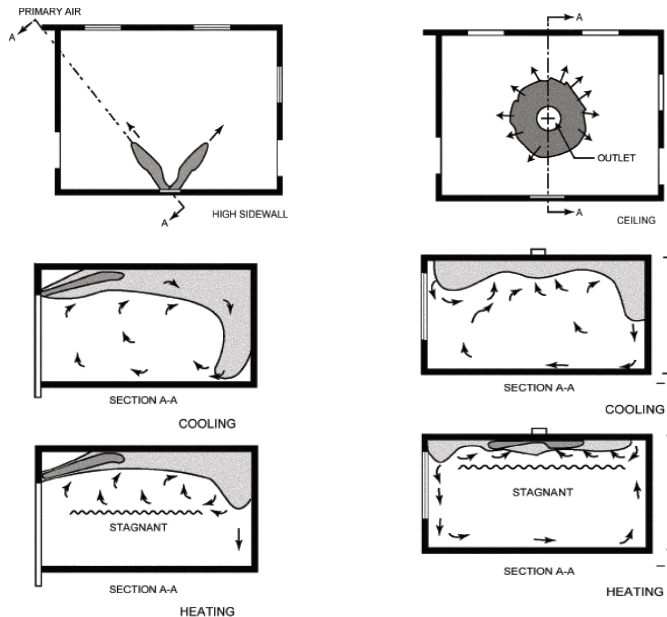 PRIMARY AIR
A
A
HIGH SIDEWALL
A
OUTLET
A
CEILING
SECTION A-A
COOLING
SECTION A-A
COOLING
STAGNANT
SECTION A-A
HEATING
STAGNANT
SECTION A-A
HEATING